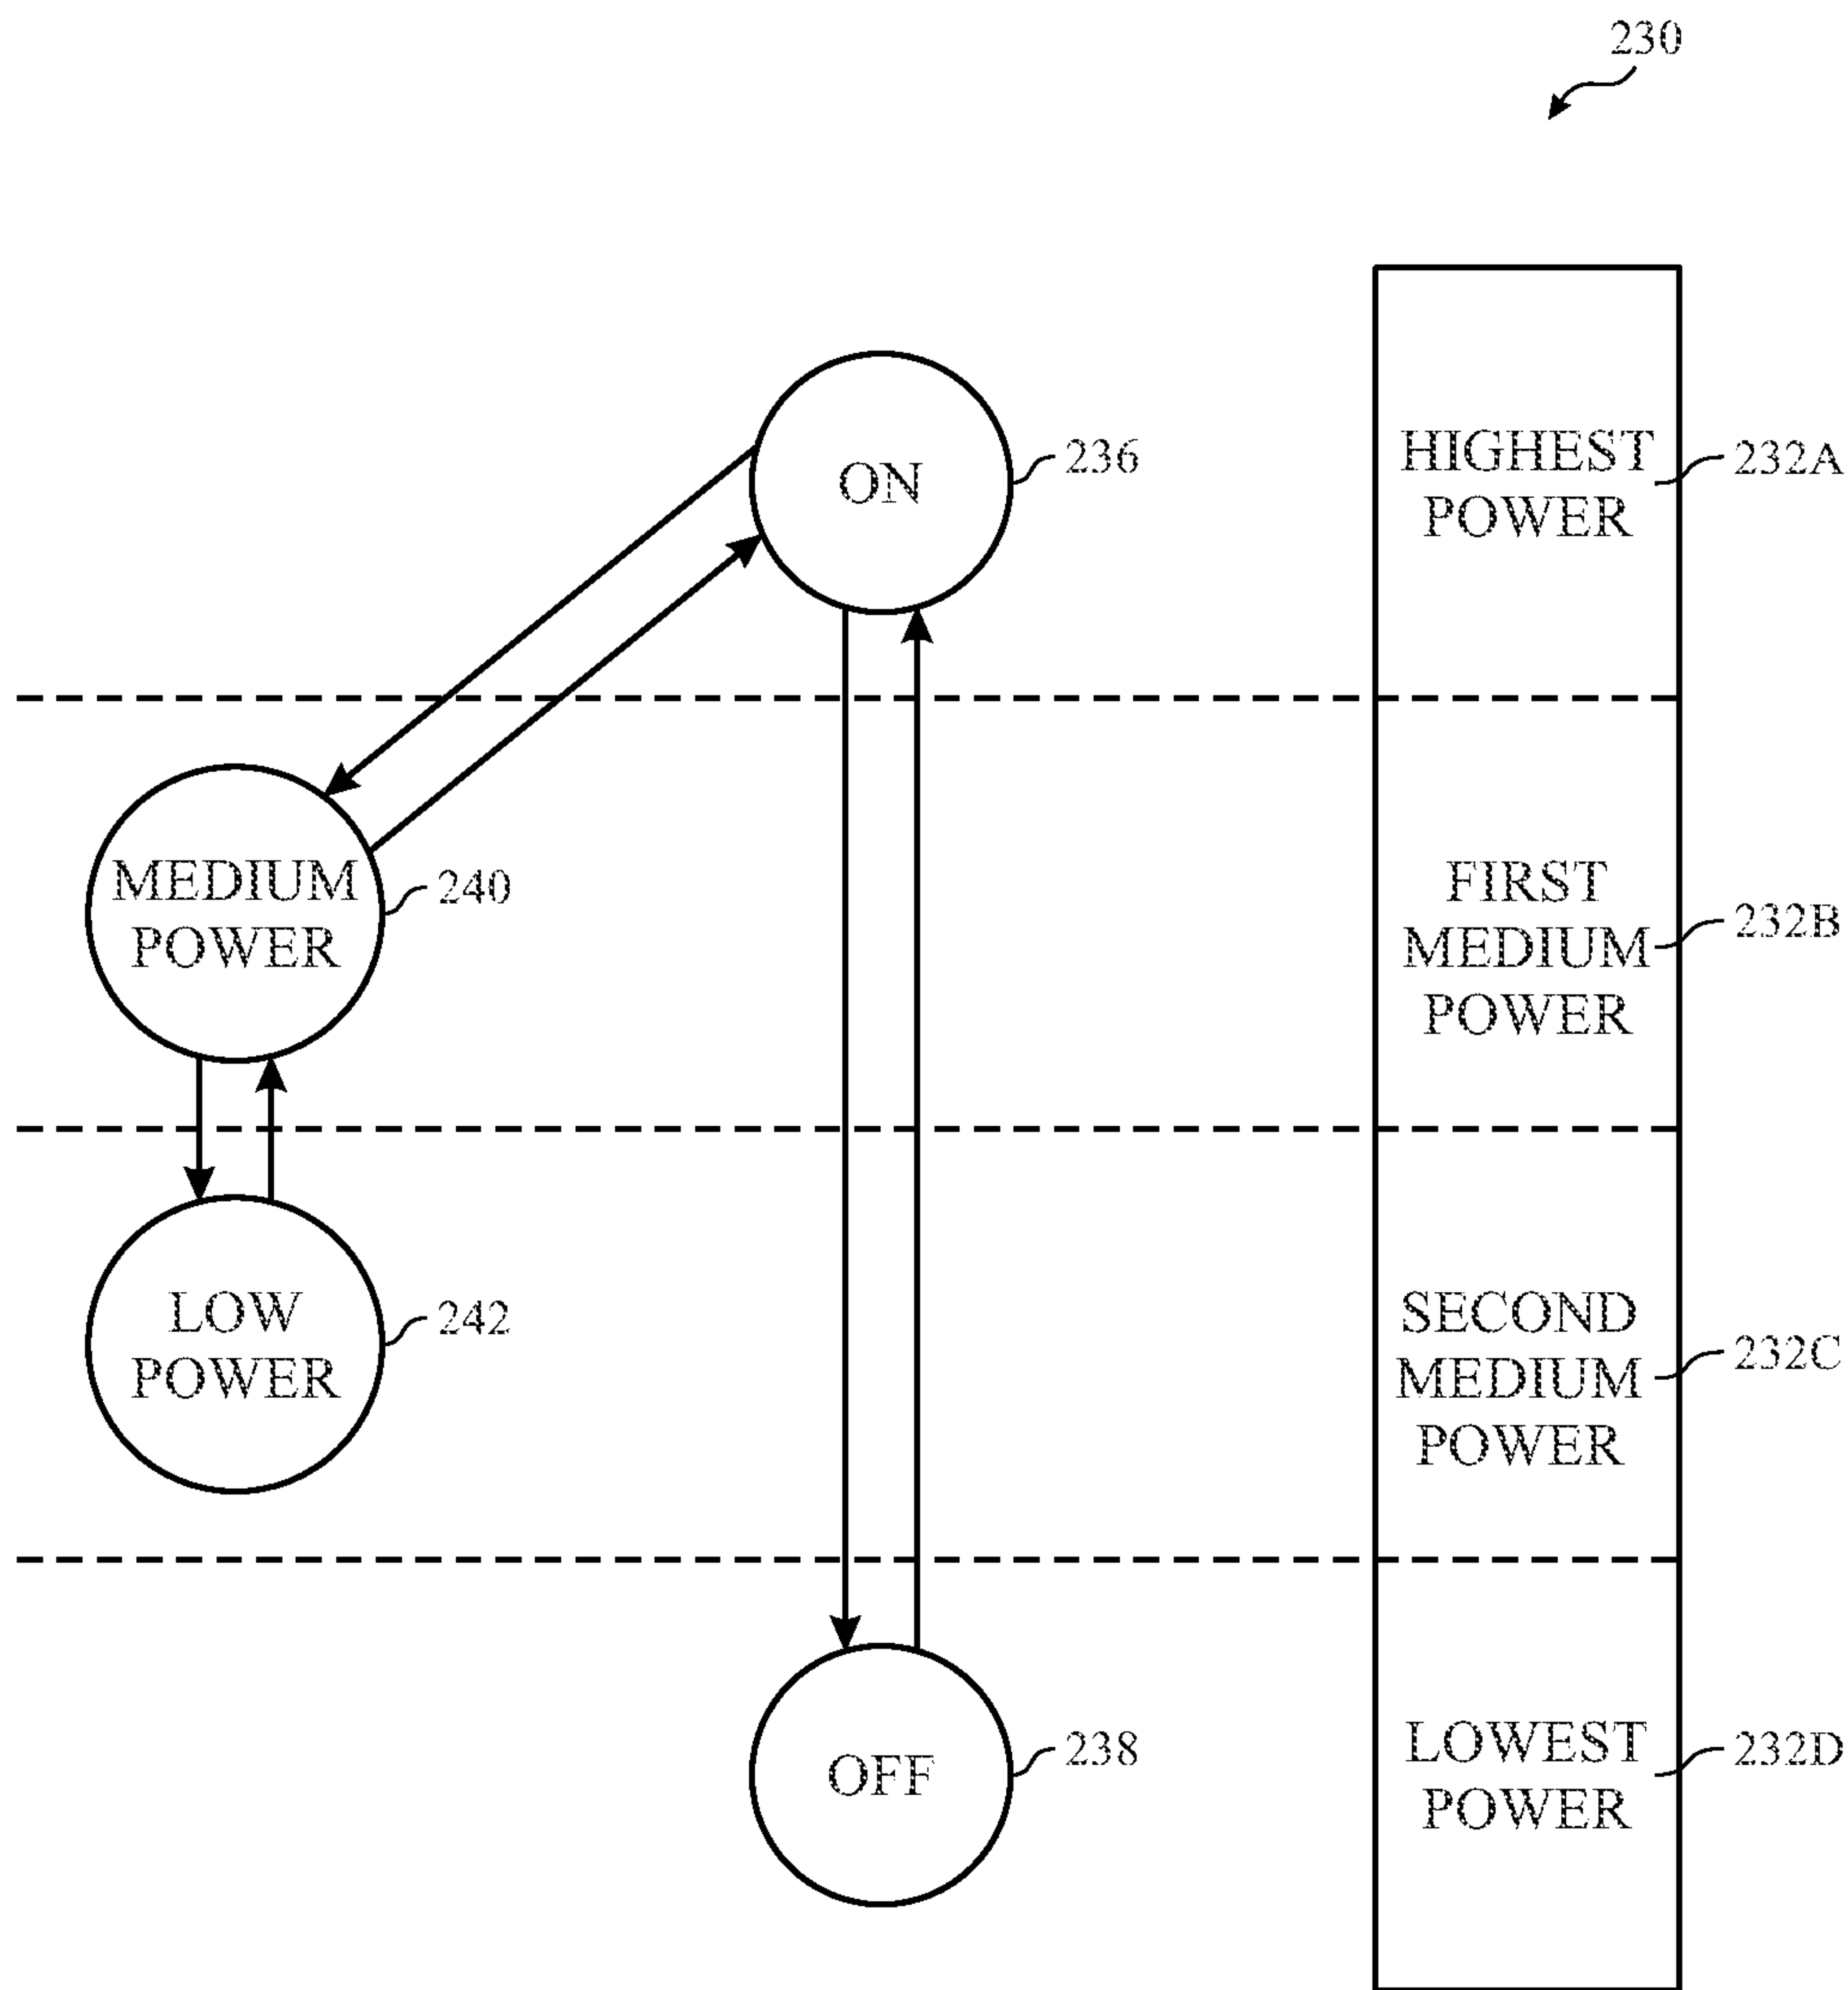 230
ON
236
HIGHEST
POWER
232A
MEDIUM
POWER
240
FIRST
MEDIUM
POWER
232B
LOW
POWER
242
SECOND
MEDIUM
POWER
232C
OFF
238
LOWEST
POWER
232D